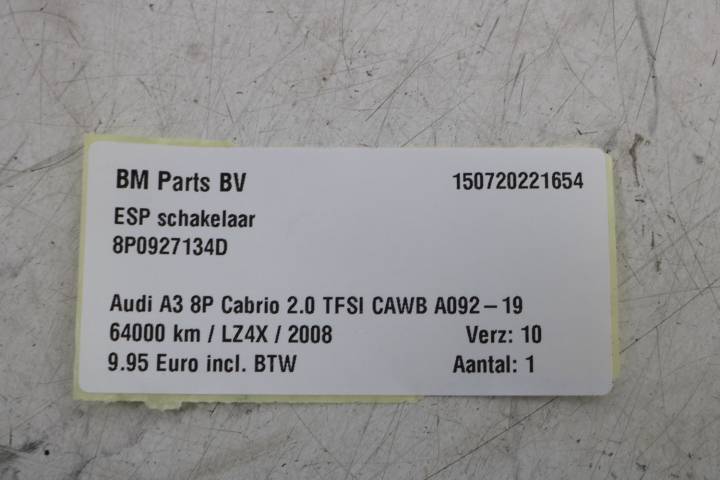 BM Parts BV 150720221654
ESP schakelaar
8P0927134D
Audi A3 8P Cabrio 2.0 TFSI CAWB A092 – 19
64000 km / LZ4X / 2008 Verz: 10
9.95 Euro incl. BTW Aantal: 1